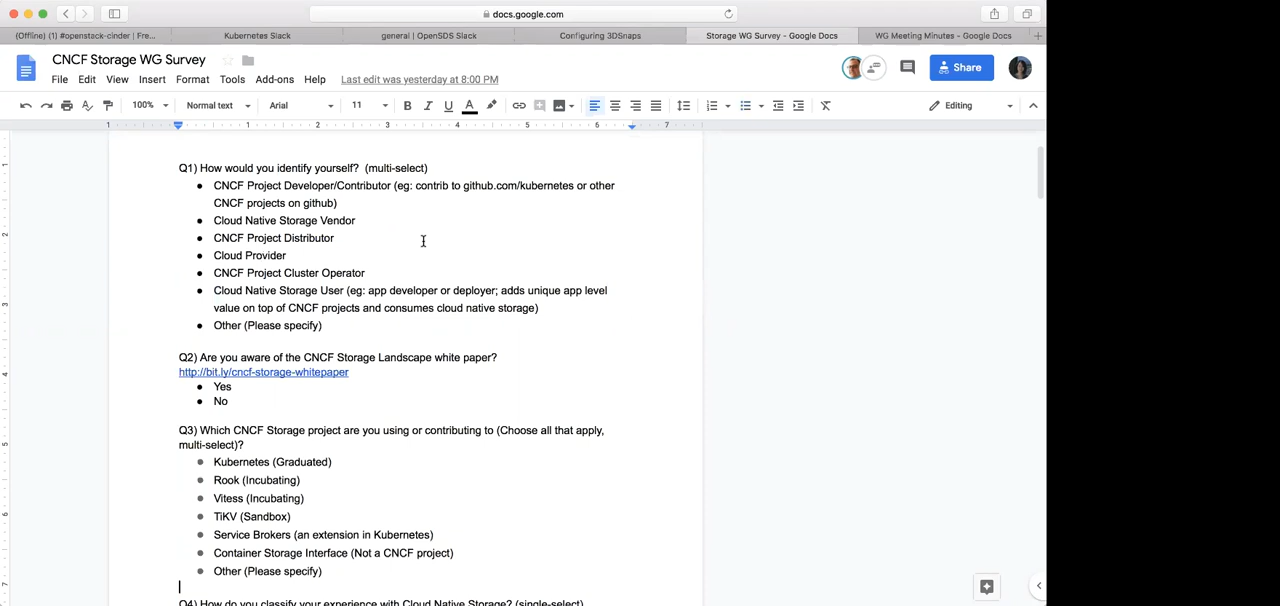 docs.google.com
(Offline) (1) #openstack-cinder | Fre...
Kubernetes Slack
general | OpenSDS Slack
Configuring 3DSnaps
Storage WG Survey - Google Docs
WG Meeting Minutes - Google Docs
CNCF Storage WG Survey
File Edit View Insert Format Tools Add-ons Help Last edit was yesterday at 8:00 PM
Share
100% Normal text Arial 11 B I U A Editing
1 1 2 3 4 5 6 7
Q1) How would you identify yourself? (multi-select)
● CNCF Project Developer/Contributor (eg: contrib to github.com/kubernetes or other
CNCF projects on github)
● Cloud Native Storage Vendor
● CNCF Project Distributor
● Cloud Provider
● CNCF Project Cluster Operator
● Cloud Native Storage User (eg: app developer or deployer; adds unique app level
value on top of CNCF projects and consumes cloud native storage)
● Other (Please specify)
Q2) Are you aware of the CNCF Storage Landscape white paper?
http://bit.ly/cncf-storage-whitepaper
● Yes
● No
Q3) Which CNCF Storage project are you using or contributing to (Choose all that apply,
multi-select)?
● Kubernetes (Graduated)
● Rook (Incubating)
● Vitess (Incubating)
● TiKV (Sandbox)
● Service Brokers (an extension in Kubernetes)
● Container Storage Interface (Not a CNCF project)
● Other (Please specify)
Q4) How do you classify your experience with Cloud Native Storage? (single-select)